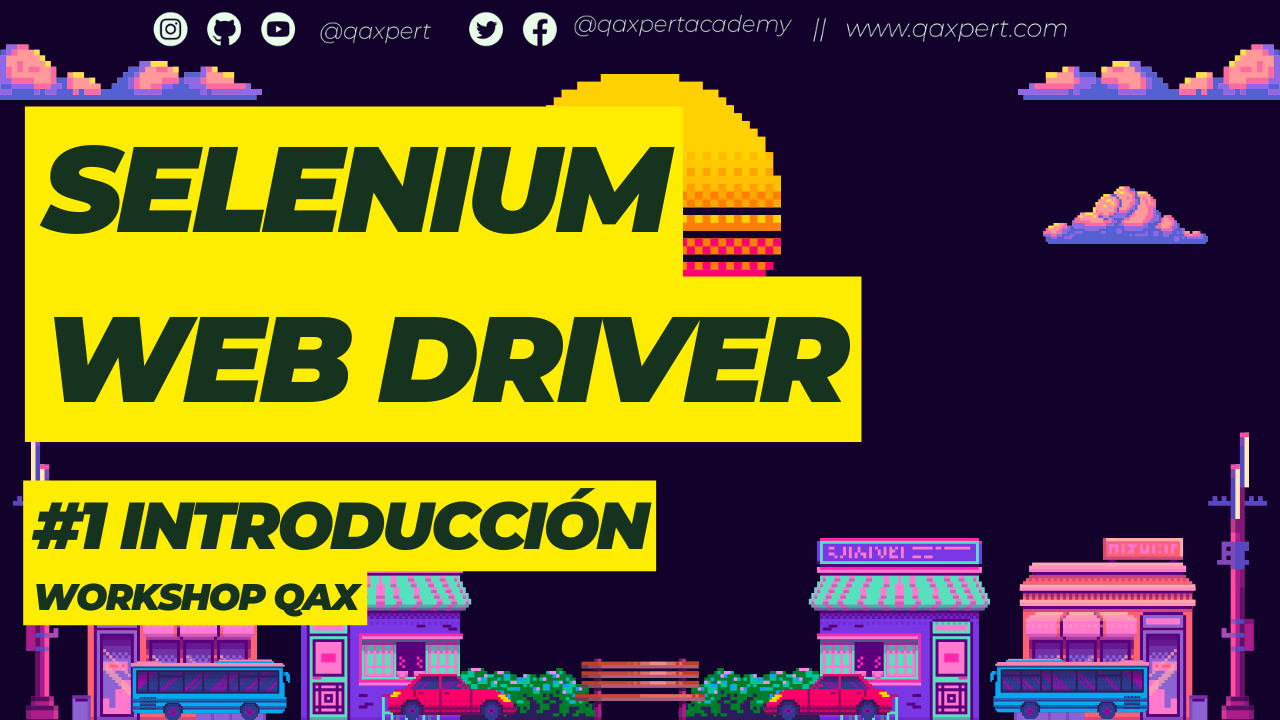 @qaxpert @qaxpertacademy || www.qaxpert.com
SELENIUM
WEB DRIVER
#1 INTRODUCCIÓN
WORKSHOP QAX